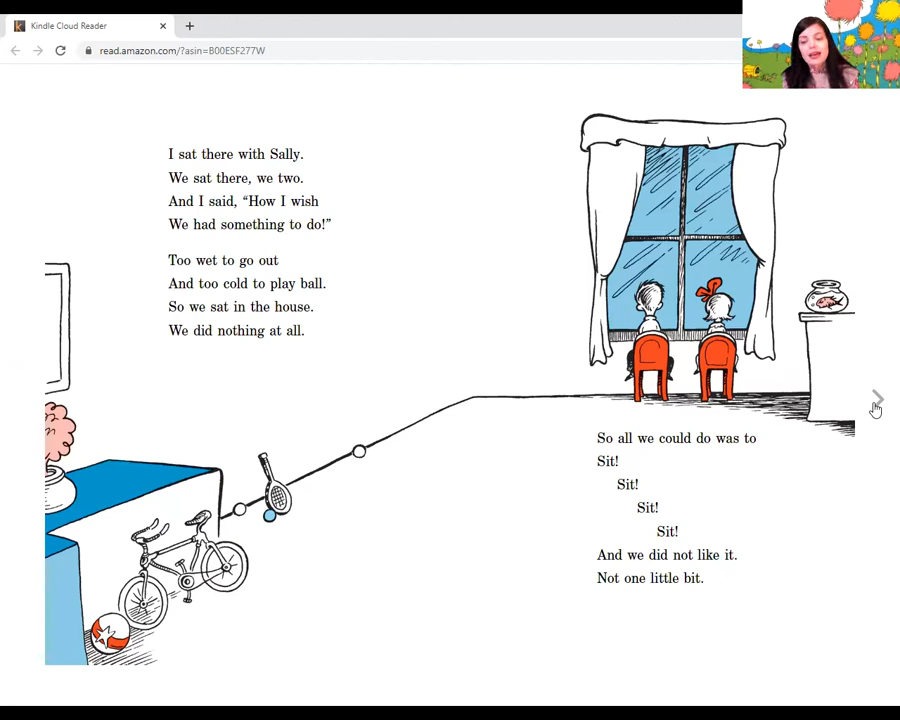 Kindle Cloud Reader
read.amazon.com/?asin=B00ESF277W
I sat there with Sally.
We sat there, we two.
And I said, “How I wish
We had something to do!”
Too wet to go out
And too cold to play ball.
So we sat in the house.
We did nothing at all.
So all we could do was to
Sit!
Sit!
Sit!
Sit!
And we did not like it.
Not one little bit.